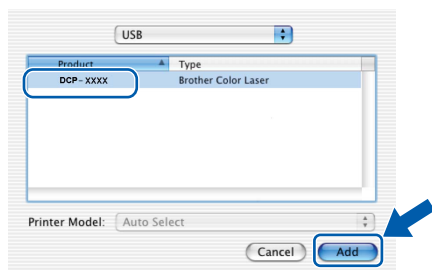 USB
Product Type
DCP-XXXX Brother Color Laser
Printer Model: Auto Select
Cancel Add